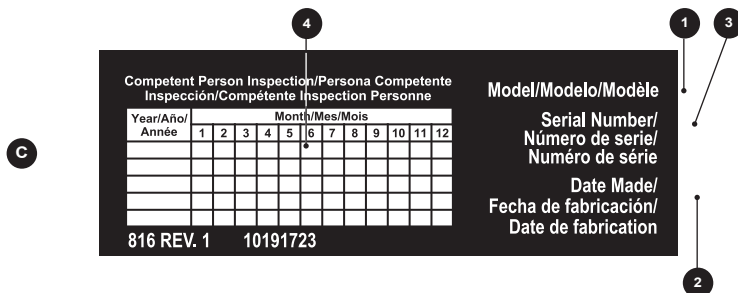 4
1
3
Competent Person Inspection/Persona Competente
Inspección/Compétente Inspection Personne
Year/Año/
Année
Month/Mes/Mois
1 2 3 4 5 6 7 8 9 10 11 12
816 REV. 1 10191723
Model/Modelo/Modèle
Serial Number/
Número de serie/
Numéro de série
Date Made/
Fecha de fabricación/
Date de fabrication
C
2